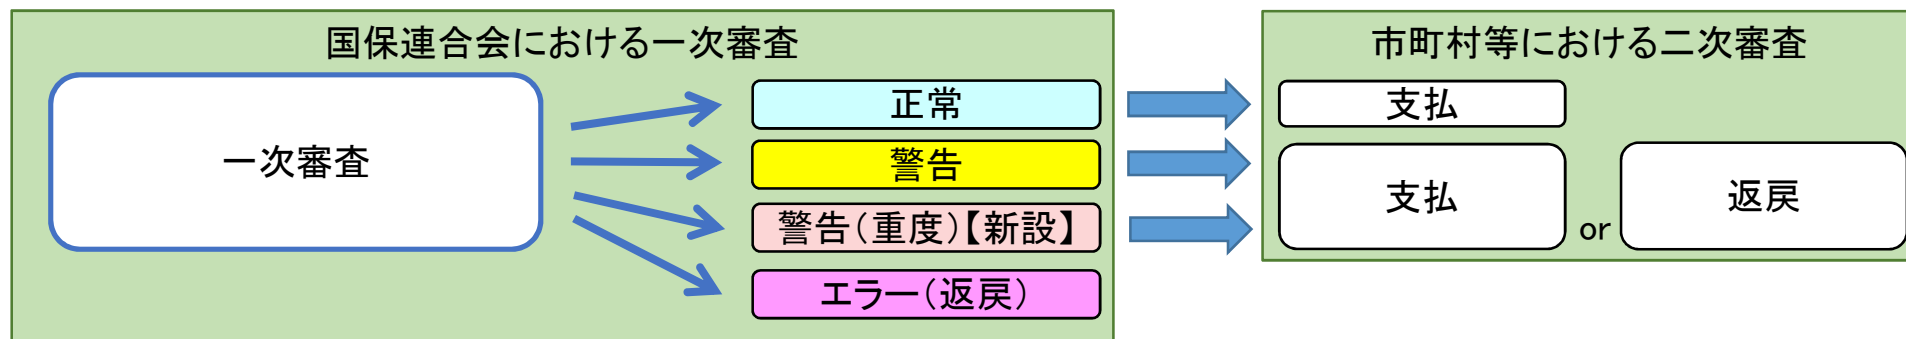 国保連合会における一次審査
一次審査
正常
警告
警告(重度)【新設】
エラー(返戻)
市町村等における二次審査
支払
支払
or
返戻